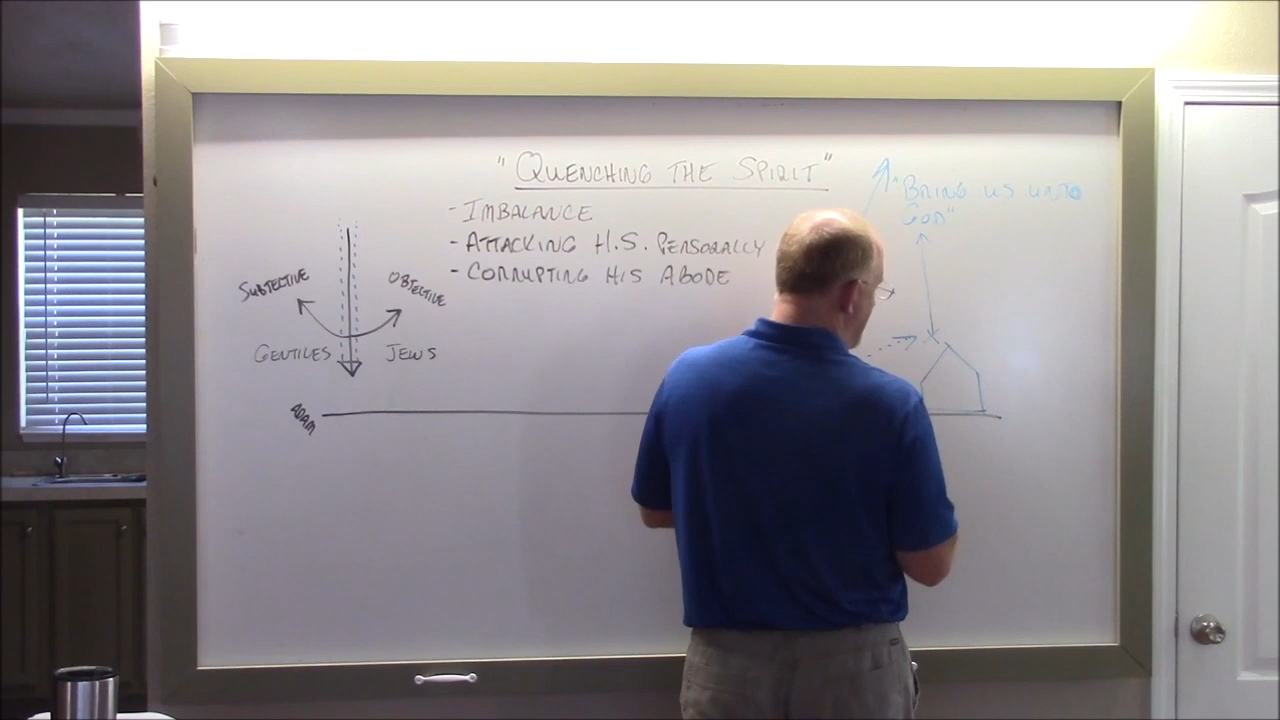 "QUENCHING THE SPIRIT"
- IMBALANCE
- ATTACKING H.S. PERSONALLY
- CORRUPTING HIS ABODE
"BRING US UNTO
GOD"
SUBJECTIVE
OBJECTIVE
GENTILES
JEWS
ADAM